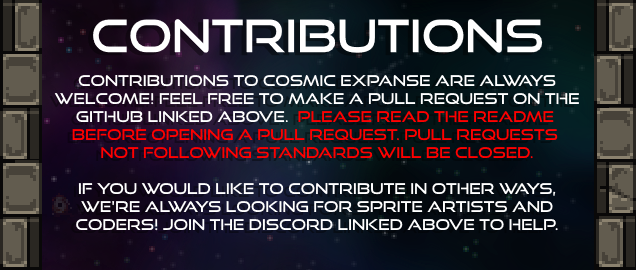 CONTRIBUTIONS
CONTRIBUTIONS TO COSMIC EXPANSE ARE ALWAYS
WELCOME! FEEL FREE TO MAKE A PULL REQUEST ON THE
GITHUB LINKED ABOVE. PLEASE READ THE README
BEFORE OPENING A PULL REQUEST. PULL REQUESTS
NOT FOLLOWING STANDARDS WILL BE CLOSED.
IF YOU WOULD LIKE TO CONTRIBUTE IN OTHER WAYS,
WE'RE ALWAYS LOOKING FOR SPRITE ARTISTS AND
CODERS! JOIN THE DISCORD LINKED ABOVE TO HELP.